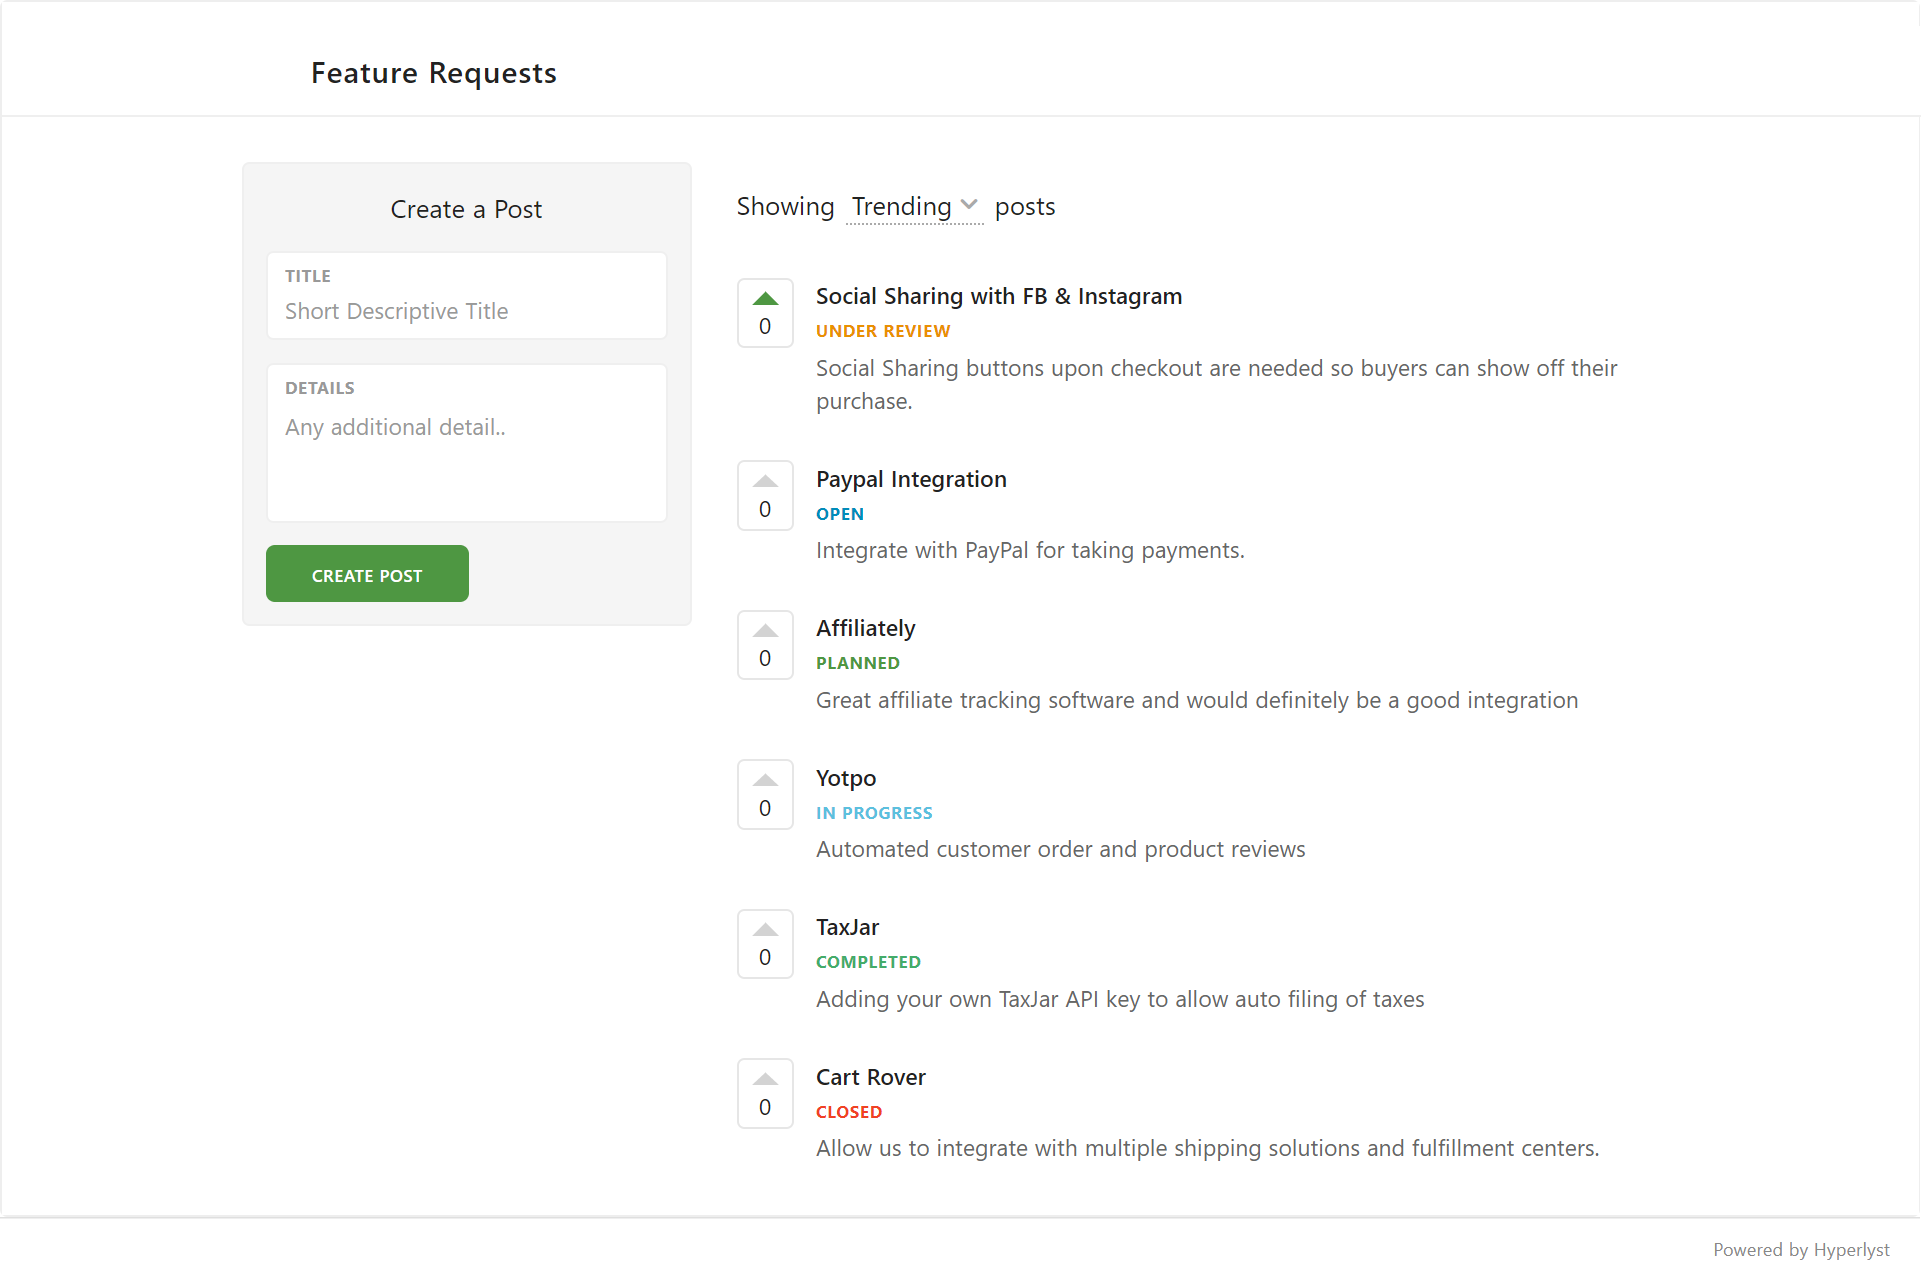 Feature Requests
Create a Post
TITLE
Short Descriptive Title
DETAILS
Any additional detail..
CREATE POST
Showing Trending posts
0
Social Sharing with FB & Instagram
UNDER REVIEW
Social Sharing buttons upon checkout are needed so buyers can show off their
purchase.
0
Paypal Integration
OPEN
Integrate with PayPal for taking payments.
0
Affiliately
PLANNED
Great affiliate tracking software and would definitely be a good integration
0
Yotpo
IN PROGRESS
Automated customer order and product reviews
0
TaxJar
COMPLETED
Adding your own TaxJar API key to allow auto filing of taxes
0
Cart Rover
CLOSED
Allow us to integrate with multiple shipping solutions and fulfillment centers.
Powered by Hyperlyst